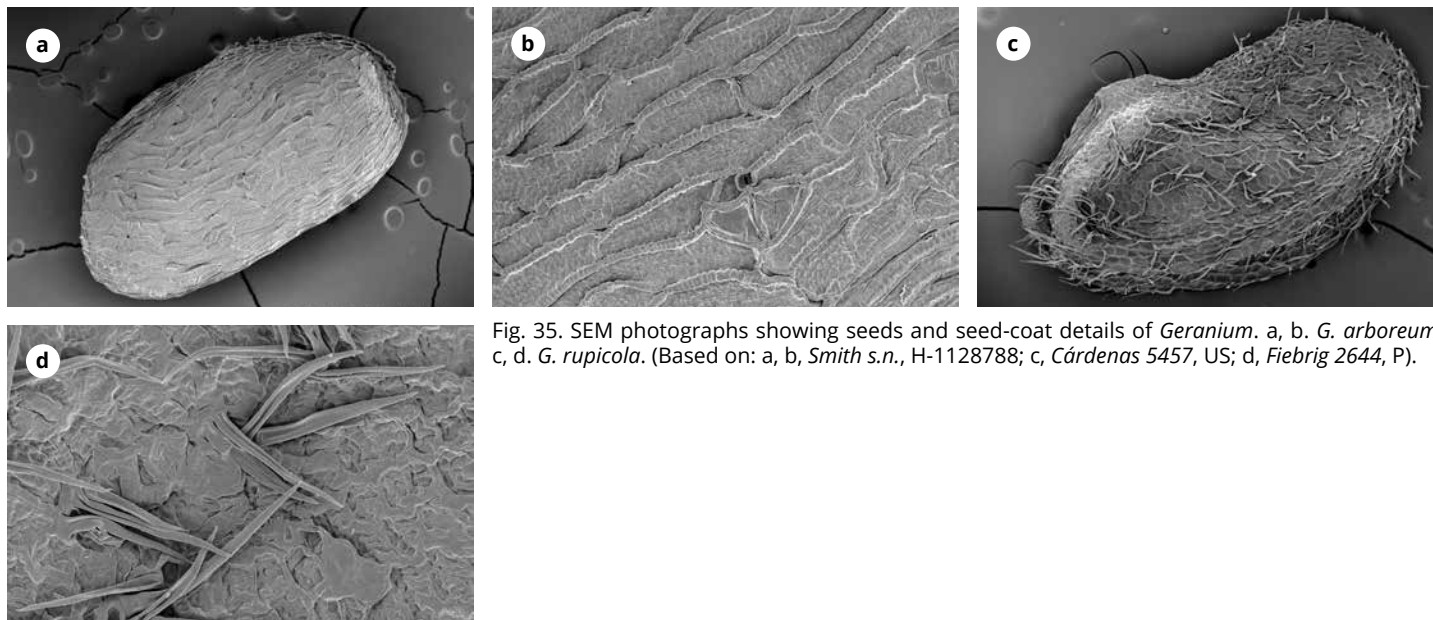 a
b
c
d
Fig. 35. SEM photographs showing seeds and seed-coat details of Geranium. a, b. G. arboreum
c, d. G. rupicola. (Based on: a, b, Smith s.n., H-1128788; c, Cárdenas 5457, US; d, Fiebrig 2644, P).